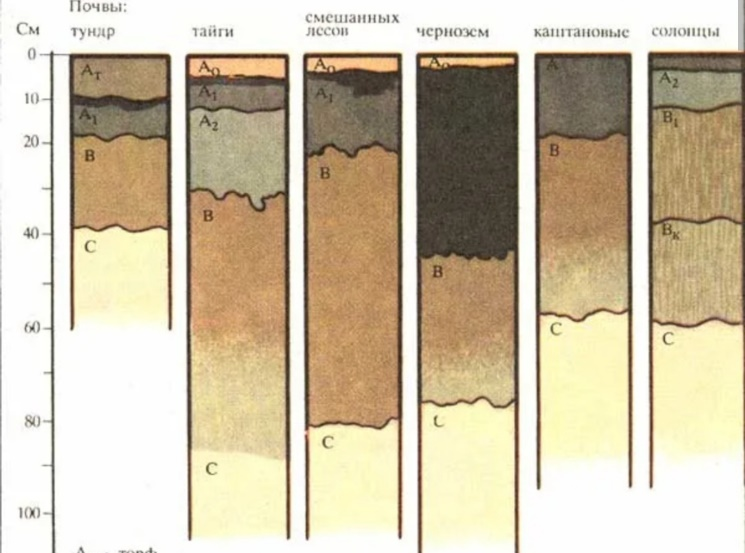 Почвы:
См тундр тайги смешанных лесов чернозем каштановые солонцы
0
10
20
40
60
80
100
Aт
A1
B
C
A0
A1
A2
B
C
A0
A1
B
C
A0
B
C
A
B
C
A2
B1
Bк
C